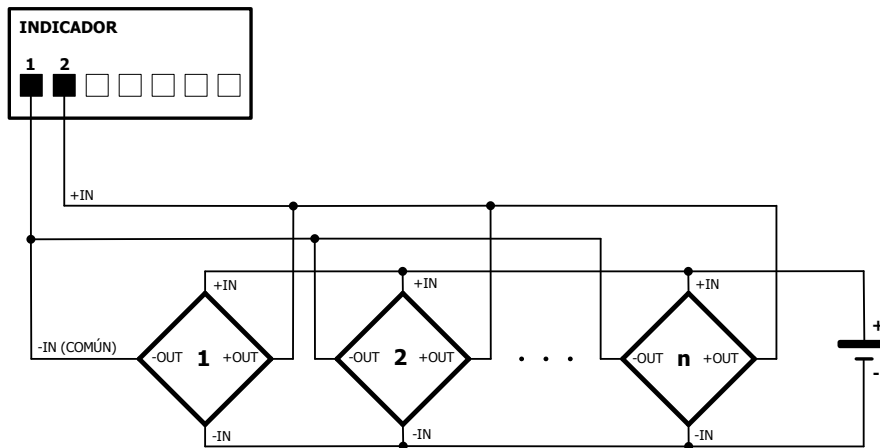 INDICADOR
1 2
+IN
+IN +IN +IN
+
-IN (COMÚN) -OUT 1 +OUT -OUT 2 +OUT . . . -OUT n +OUT
-
-IN -IN -IN